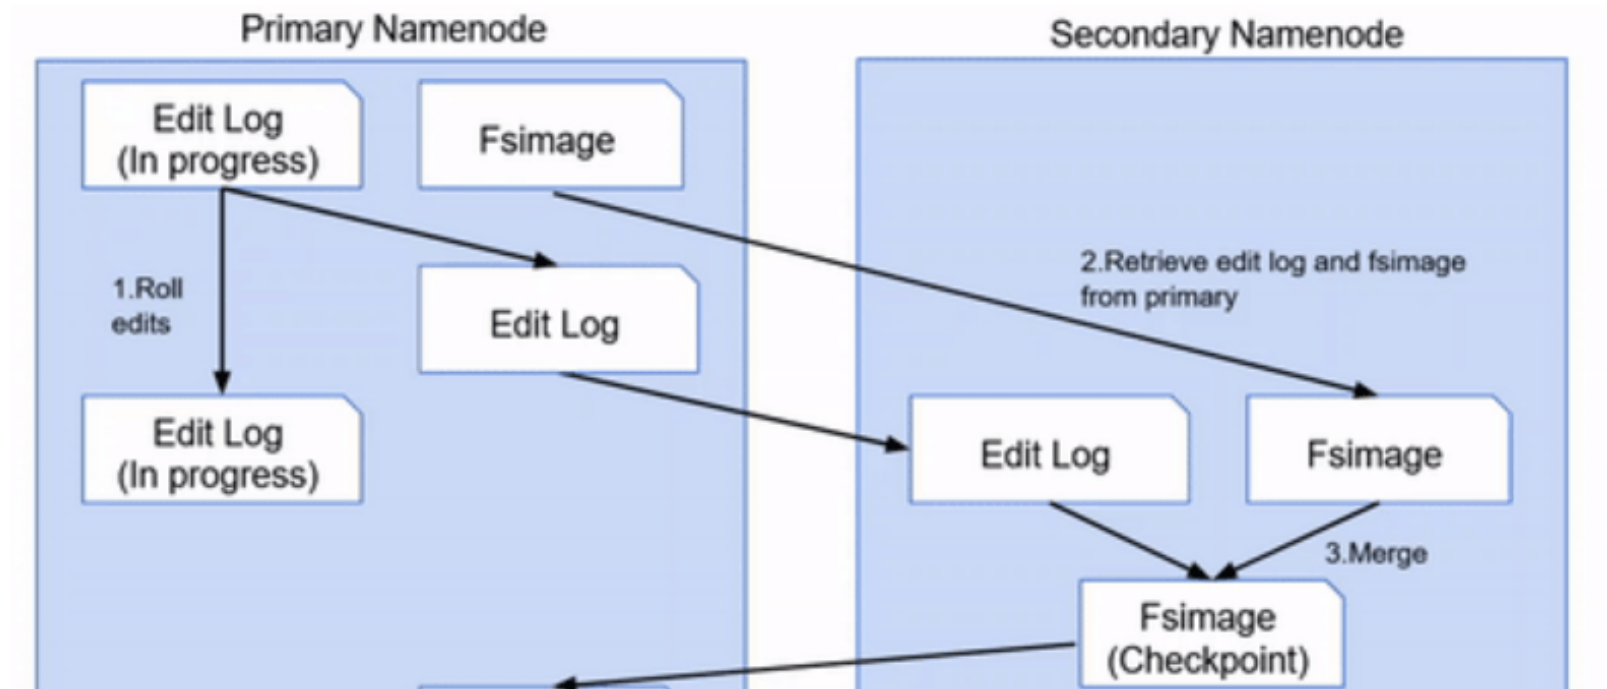 Primary Namenode
Secondary Namenode
Edit Log
(In progress)
Fsimage
1.Roll
edits
Edit Log
2.Retrieve edit log and fsimage
from primary
Edit Log
(In progress)
Edit Log
Fsimage
3.Merge
Fsimage
(Checkpoint)